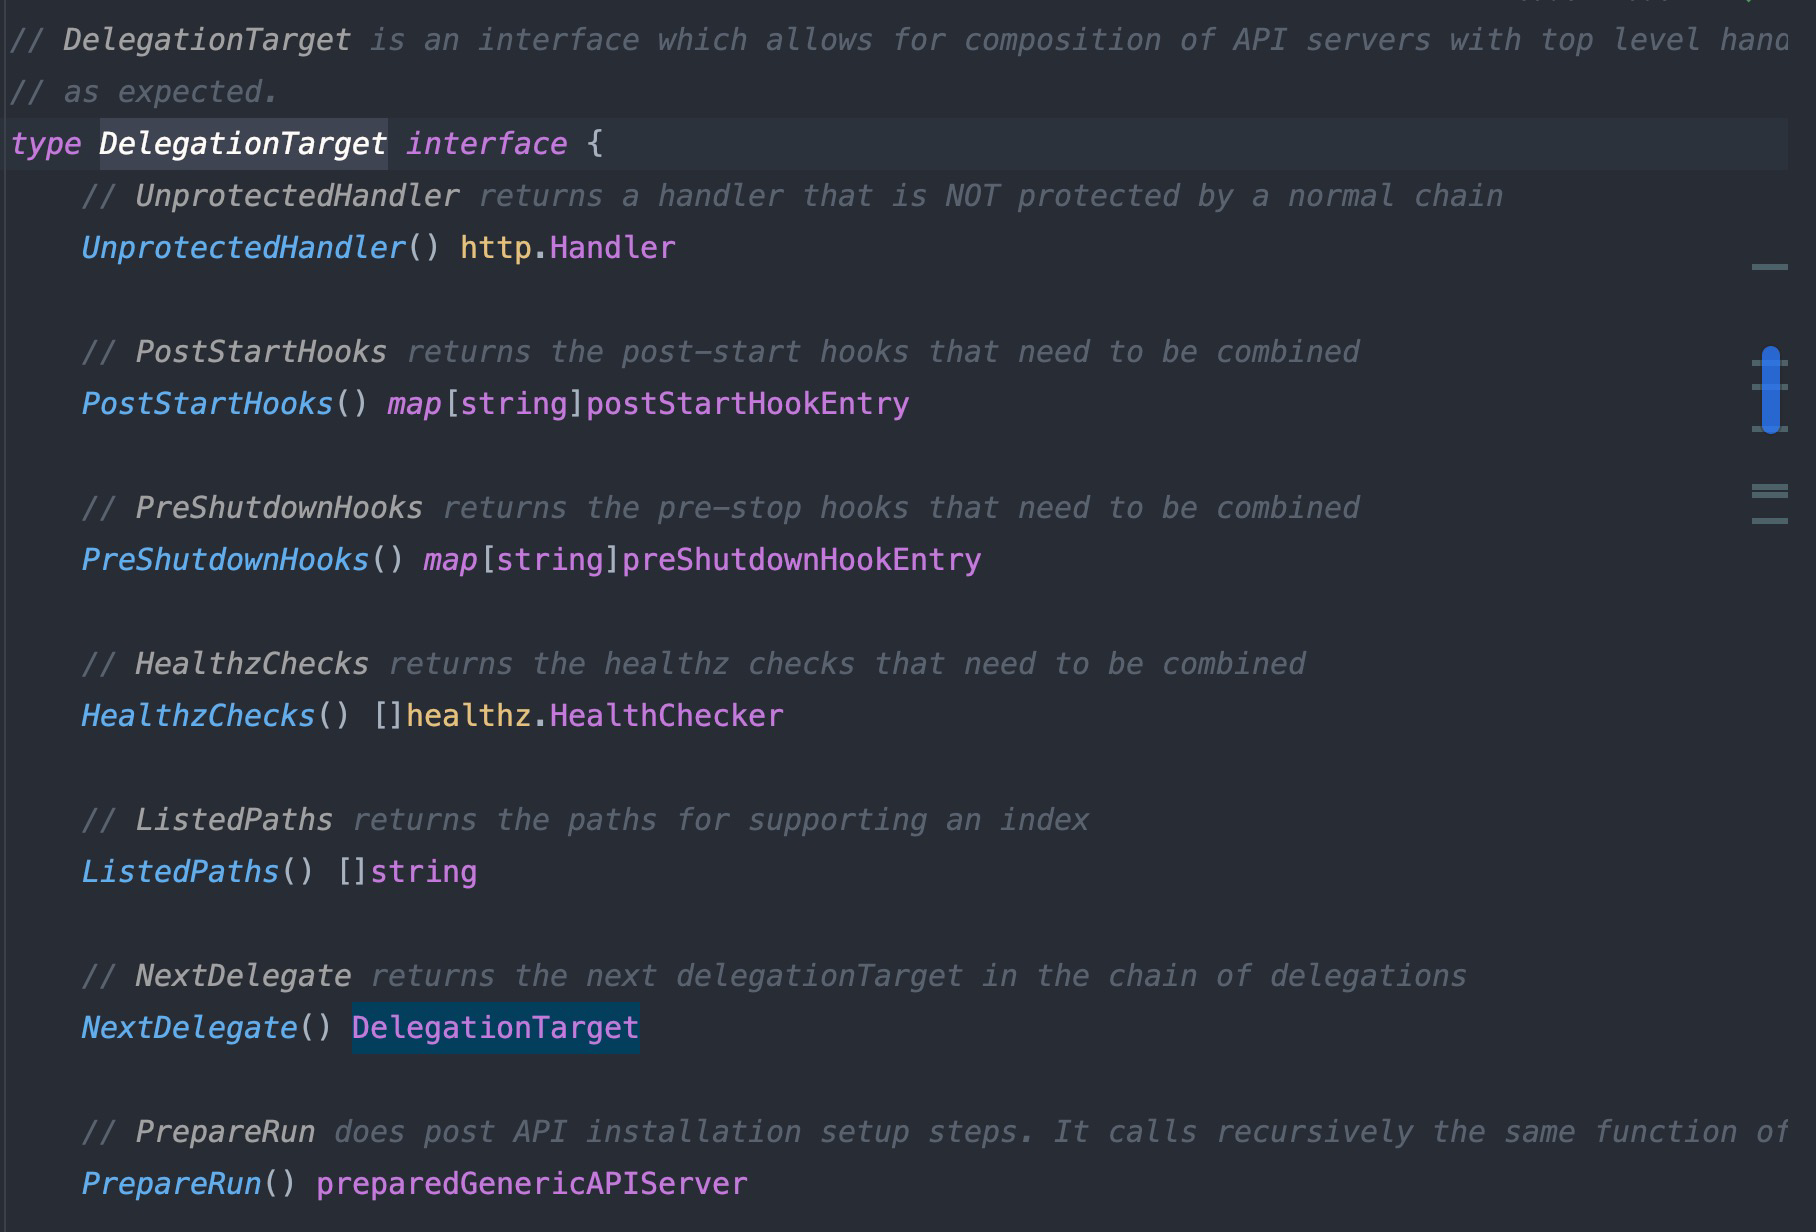 // DelegationTarget is an interface which allows for composition of API servers with top level hand
// as expected.
type DelegationTarget interface {
// UnprotectedHandler returns a handler that is NOT protected by a normal chain
UnprotectedHandler() http.Handler
// PostStartHooks returns the post-start hooks that need to be combined
PostStartHooks() map[string]postStartHookEntry
// PreShutdownHooks returns the pre-stop hooks that need to be combined
PreShutdownHooks() map[string]preShutdownHookEntry
// HealthzChecks returns the healthz checks that need to be combined
HealthzChecks() []healthz.HealthChecker
// ListedPaths returns the paths for supporting an index
ListedPaths() []string
// NextDelegate returns the next delegationTarget in the chain of delegations
NextDelegate() DelegationTarget
// PrepareRun does post API installation setup steps. It calls recursively the same function of
PrepareRun() preparedGenericAPIServer